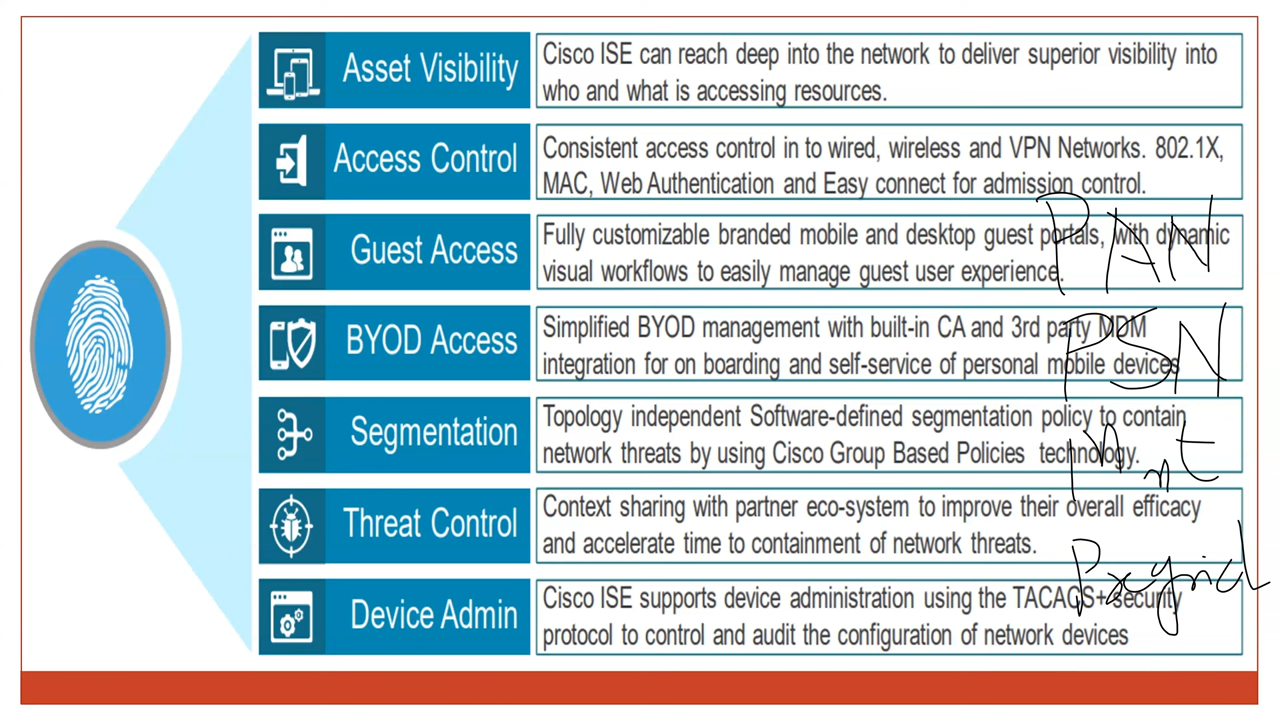 Asset Visibility
Cisco ISE can reach deep into the network to deliver superior visibility into
who and what is accessing resources.
Access Control
Consistent access control in to wired, wireless and VPN Networks. 802.1X,
MAC, Web Authentication and Easy connect for admission control.
PAN
Guest Access
Fully customizable branded mobile and desktop guest portals, with dynamic
visual workflows to easily manage guest user experience.
PSN
BYOD Access
Simplified BYOD management with built-in CA and 3rd party MDM
integration for on boarding and self-service of personal mobile devices
Segmentation
Topology independent Software-defined segmentation policy to contain
network threats by using Cisco Group Based Policies technology.
Threat Control
Context sharing with partner eco-system to improve their overall efficacy
and accelerate time to containment of network threats.
Pxgrid
Device Admin
Cisco ISE supports device administration using the TACACS+ security
protocol to control and audit the configuration of network devices